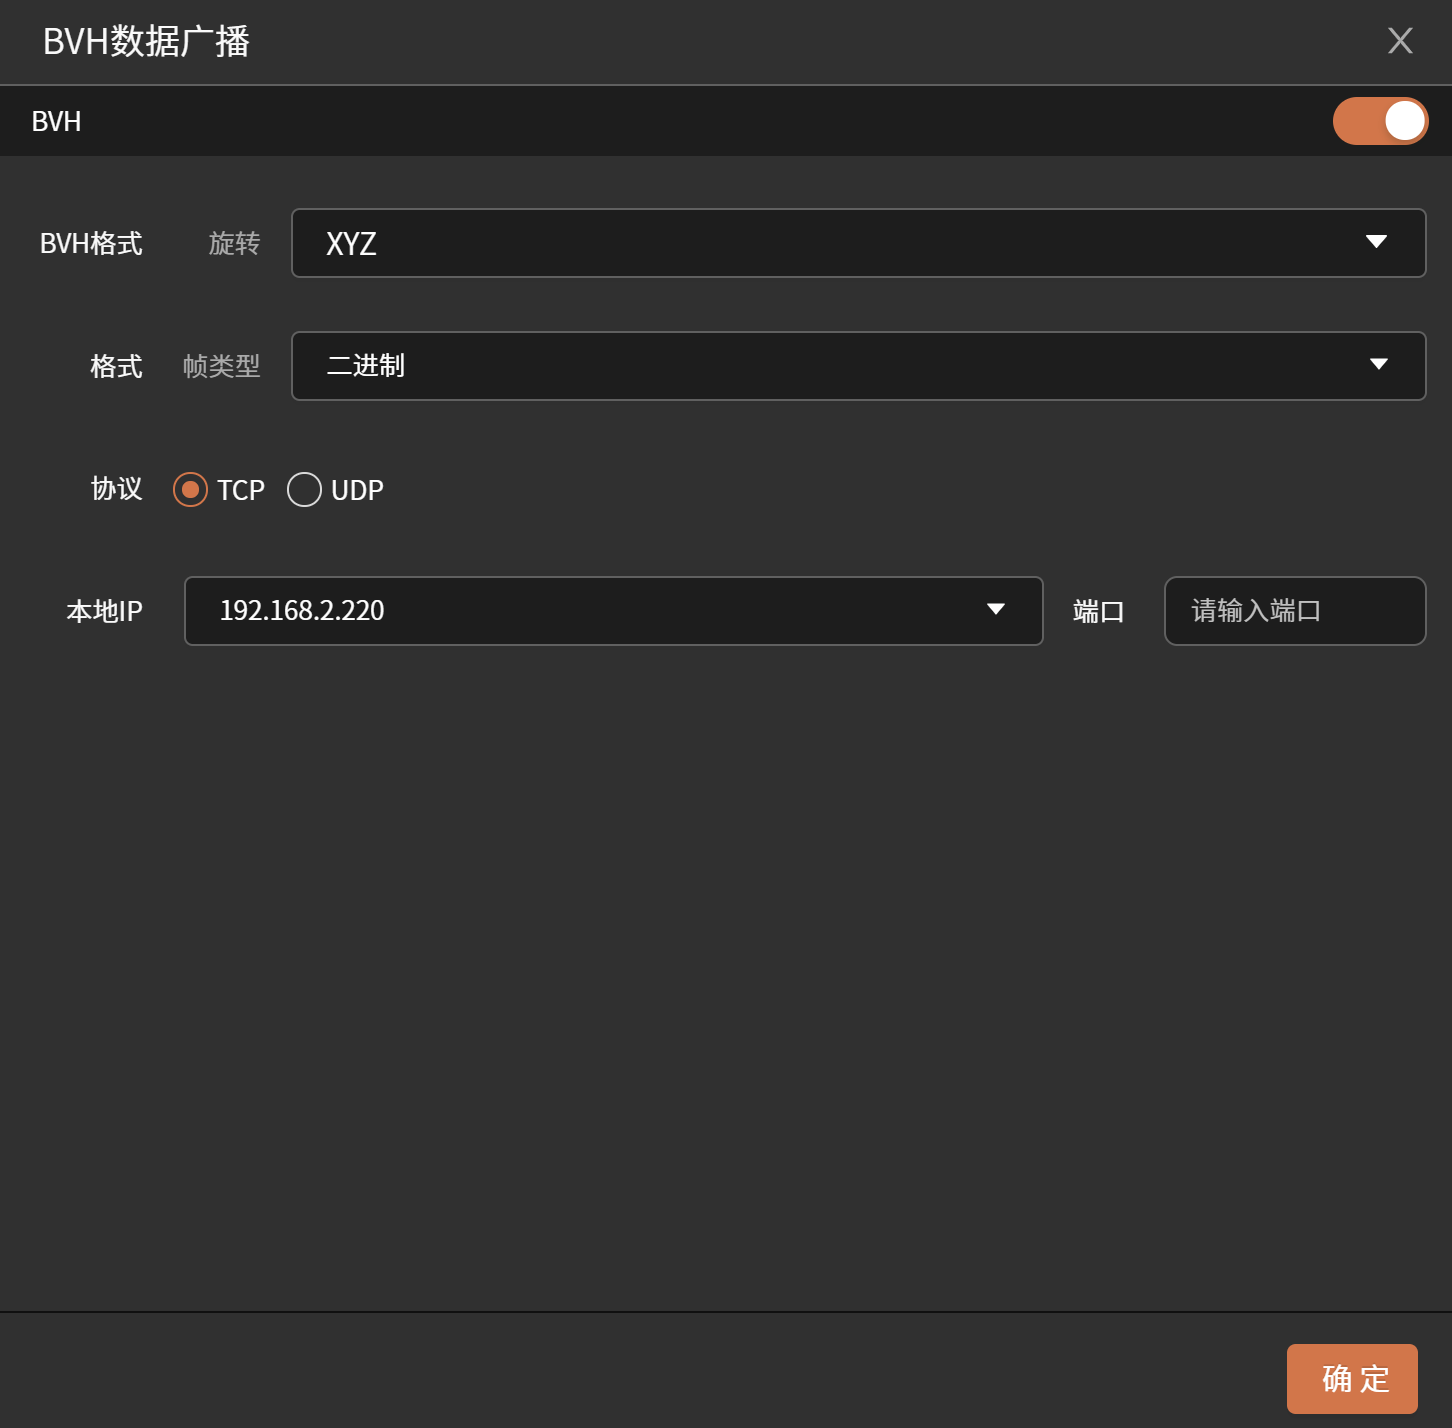 BVH数据广播
BVH
BVH格式 旋转 XYZ
格式 帧类型 二进制
协议 TCP UDP
本地IP 192.168.2.220 端口 请输入端口
确定